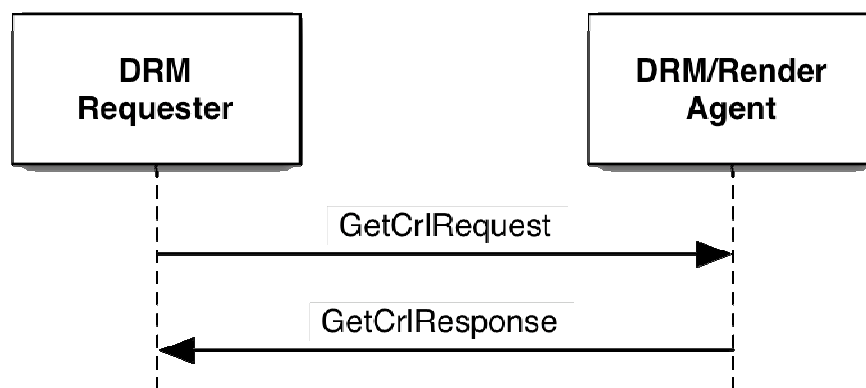 DRM
Requester
DRM/Render
Agent
GetCrlRequest
GetCrlResponse